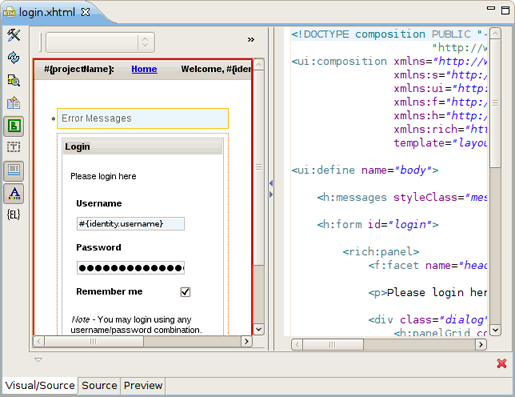 login.xhtml
»
#{projectName}: Home Welcome, #{iden
Error Messages
Login
Please login here
Username
#{identity.username}
Password
Remember me
Note - You may login using any
username/password combination.
{EL}
<!DOCTYPE composition PUBLIC "-
"http://w
<ui:composition xmlns="http://w
xmlns:s="http:/
xmlns:ui="http:
xmlns:f="http:/
xmlns:h="http:/
xmlns:rich="htt
template="layou
<ui:define name="body">
<h:messages styleClass="mes
<h:form id="login">
<rich:panel>
<f:facet name="head
<p>Please login her
<div class="dialog"
<h:panelGrid co
Visual/Source Source Preview